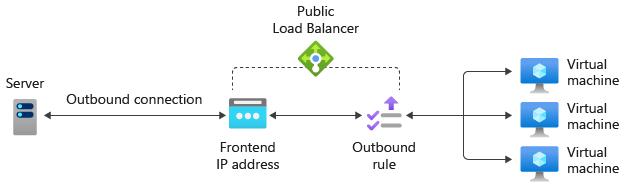 Public
Load Balancer
Server
Outbound connection
Frontend
IP address
Outbound
rule
Virtual
machine
Virtual
machine
Virtual
machine